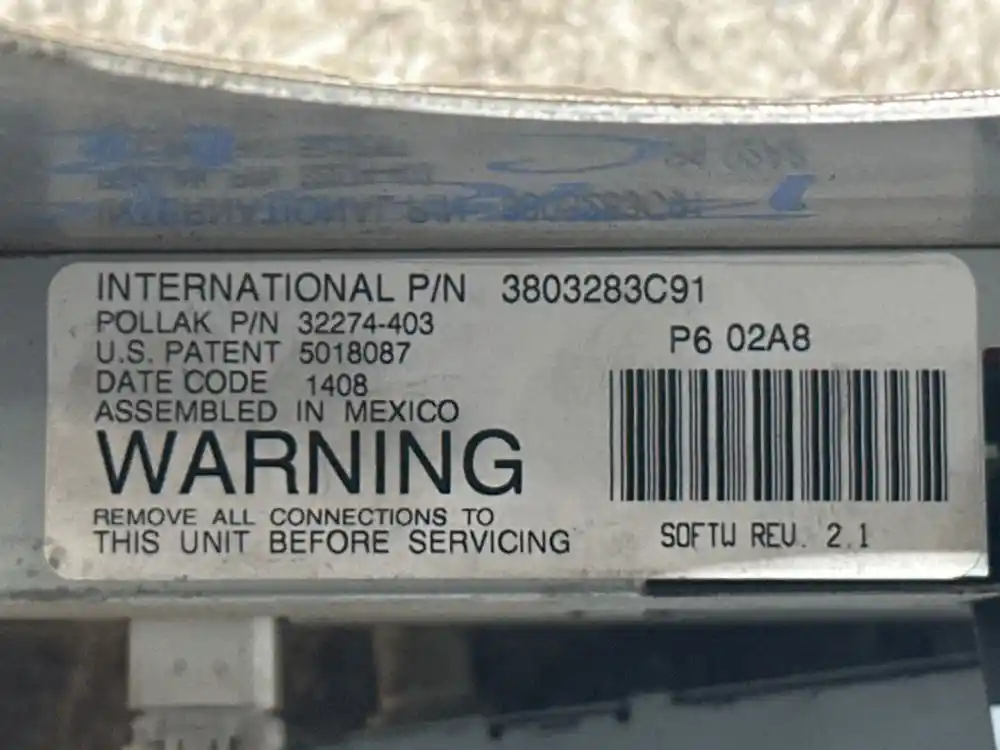 INTERNATIONAL P/N 3803283C91
POLLAK P/N 32274-403
U.S. PATENT 5018087
DATE CODE 1408
ASSEMBLED IN MEXICO
WARNING
REMOVE ALL CONNECTIONS TO
THIS UNIT BEFORE SERVICING
P6 02A8
SOFTW REV. 2.1